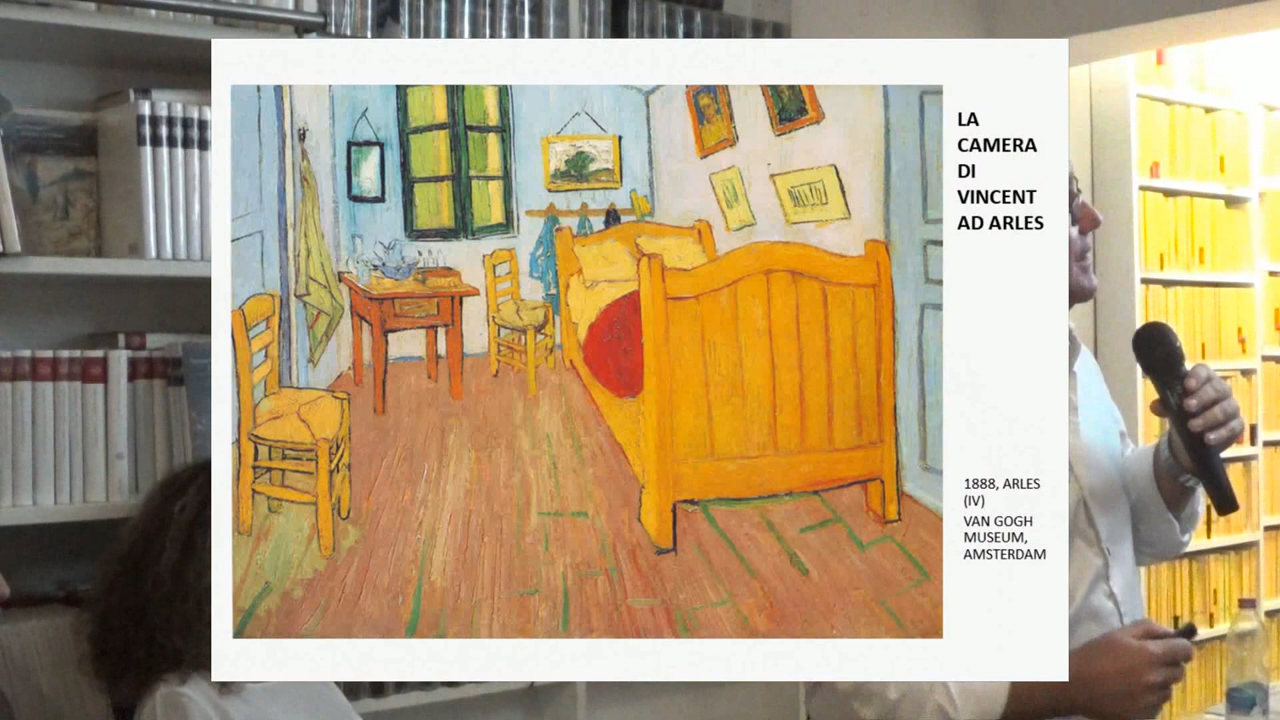 LA
CAMERA
DI
VINCENT
AD ARLES
1888, ARLES
(IV)
VAN GOGH
MUSEUM,
AMSTERDAM